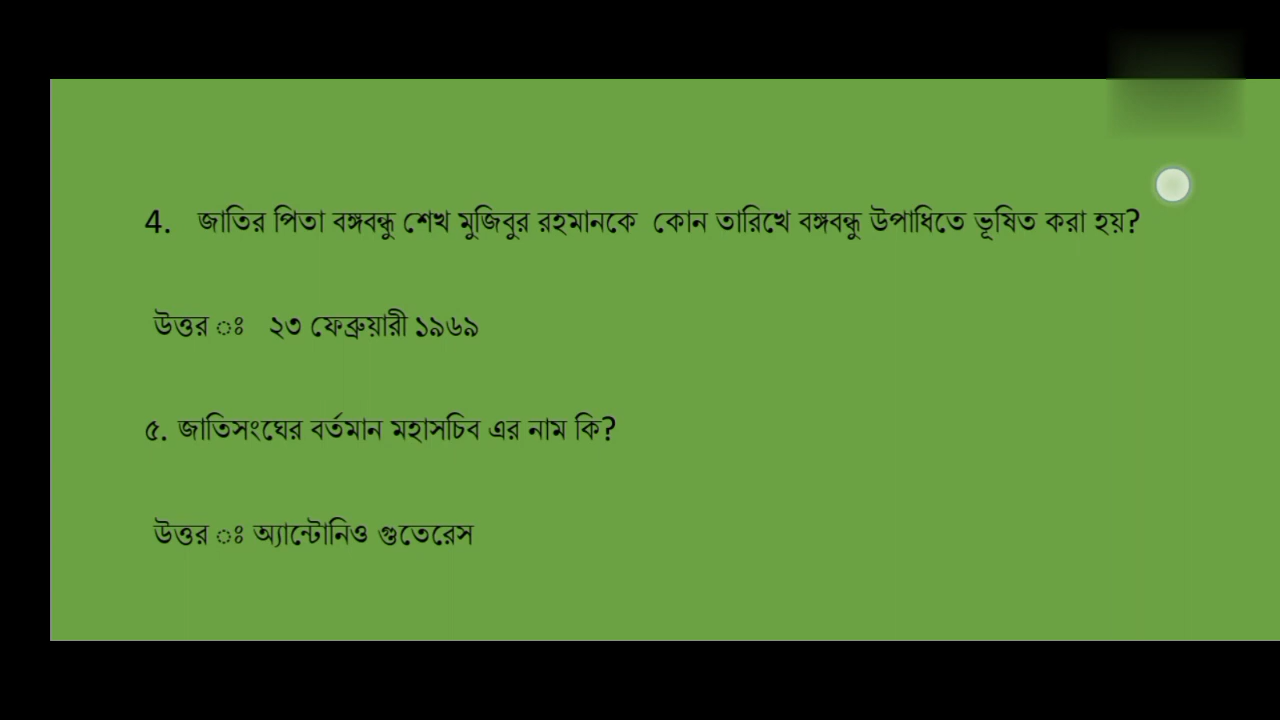 4. জাতির পিতা বঙ্গবন্ধু শেখ মুজিবুর রহমানকে কোন তারিখে বঙ্গবন্ধু উপাধিতে ভূষিত করা হয়?
উত্তর ঃ ২৩ ফেব্রুয়ারী ১৯৬৯
৫. জাতিসংঘের বর্তমান মহাসচিব এর নাম কি?
উত্তর ঃ অ্যান্টোনিও গুতেরেস